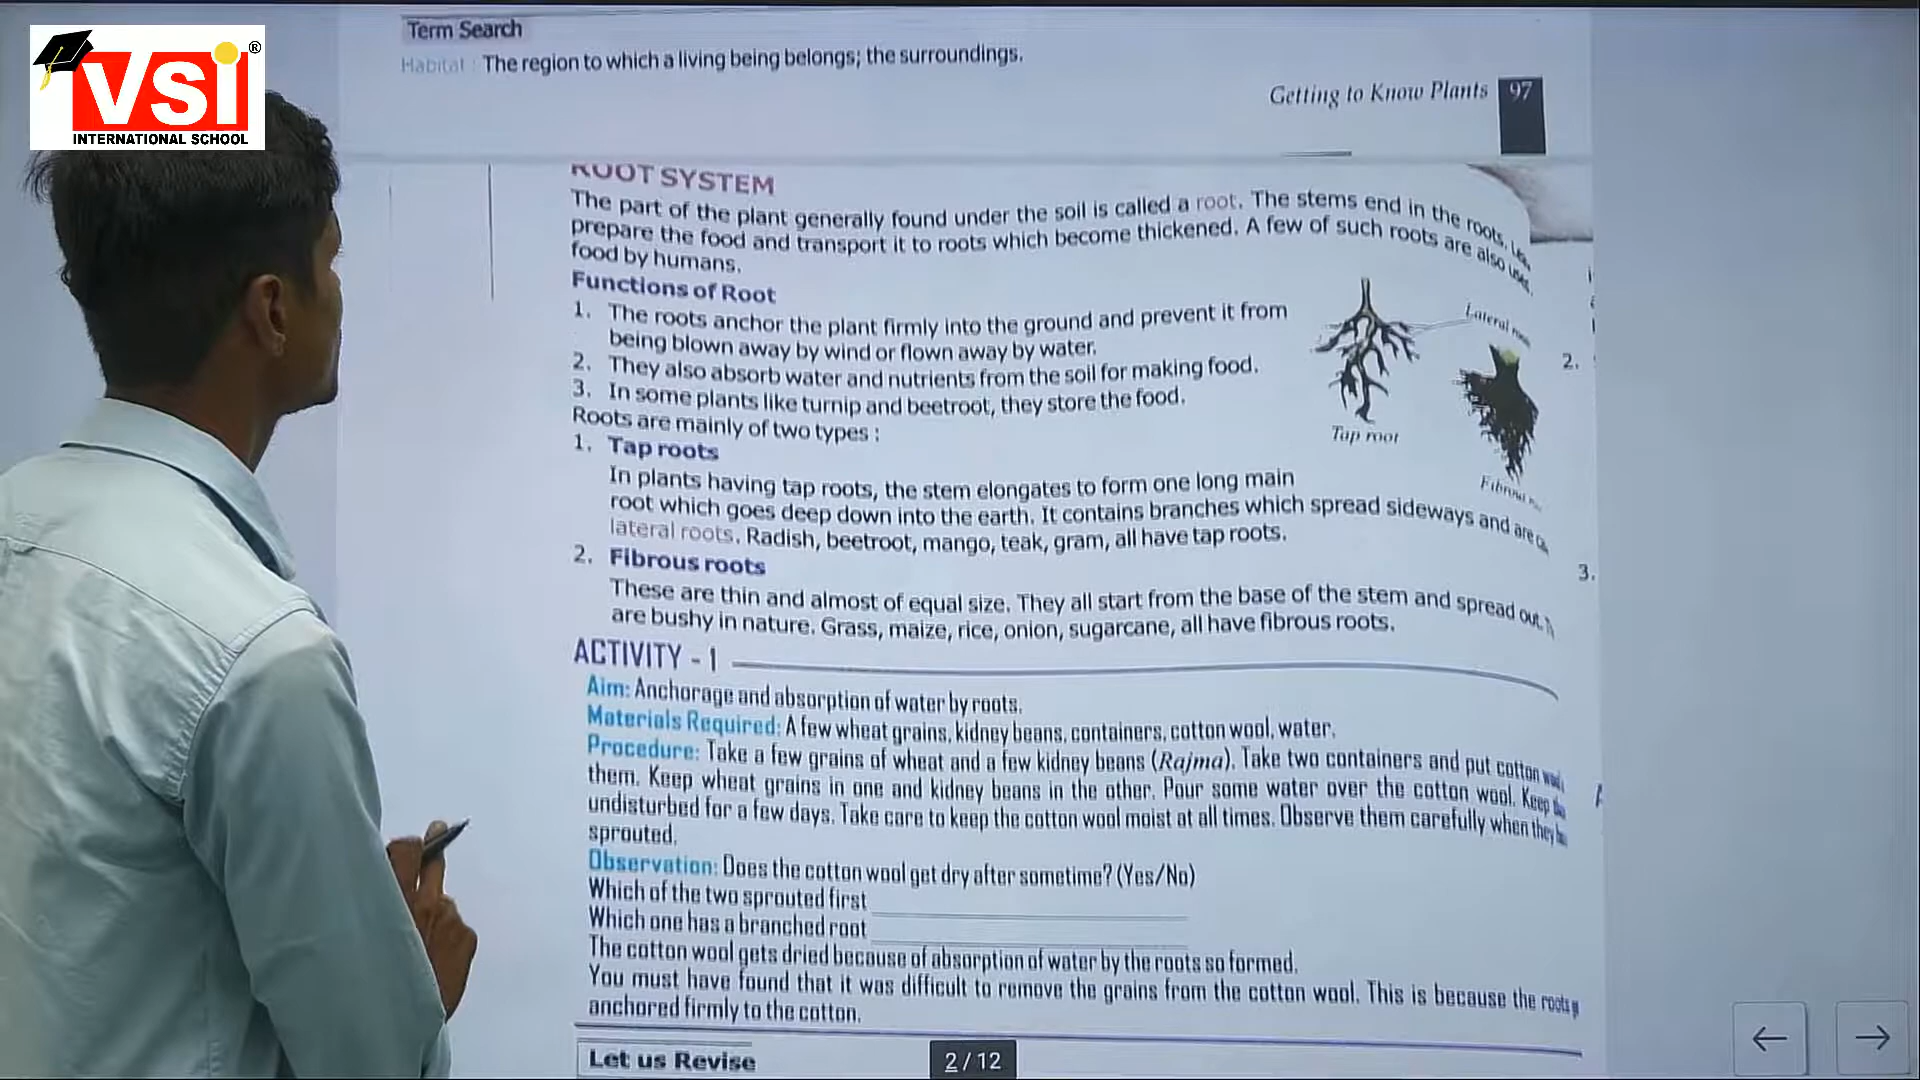 VSI ®
INTERNATIONAL SCHOOL
Term Search
Habitat : The region to which a living being belongs; the surroundings.
Getting to Know Plants 97
ROOT SYSTEM
The part of the plant generally found under the soil is called a root. The stems end in the roots.
prepare the food and transport it to roots which become thickened. A few of such roots are also
food by humans.
Functions of Root
1. The roots anchor the plant firmly into the ground and prevent it from
being blown away by wind or flown away by water.
2. They also absorb water and nutrients from the soil for making food.
3. In some plants like turnip and beetroot, they store the food.
Roots are mainly of two types :
1. Tap roots
In plants having tap roots, the stem elongates to form one long main
root which goes deep down into the earth. It contains branches which spread sideways and are
lateral roots. Radish, beetroot, mango, teak, gram, all have tap roots.
2. Fibrous roots
These are thin and almost of equal size. They all start from the base of the stem and spread out.
are bushy in nature. Grass, maize, rice, onion, sugarcane, all have fibrous roots.
Lateral
Tap root
Fibrous
2.
3.
ACTIVITY - 1
Aim: Anchorage and absorption of water by roots.
Materials Required: A few wheat grains, kidney beans, containers, cotton wool, water.
Procedure: Take a few grains of wheat and a few kidney beans (Rajma). Take two containers and put cotton
them. Keep wheat grains in one and kidney beans in the other. Pour some water over the cotton wool. Keep
undisturbed for a few days. Take care to keep the cotton wool moist at all times. Observe them carefully when they
sprouted.
Observation: Does the cotton wool get dry after sometime? (Yes/No)
Which of the two sprouted first
Which one has a branched root
The cotton wool gets dried because of absorption of water by the roots so formed.
You must have found that it was difficult to remove the grains from the cotton wool. This is because the roots
anchored firmly to the cotton.
Let us Revise
2 / 12